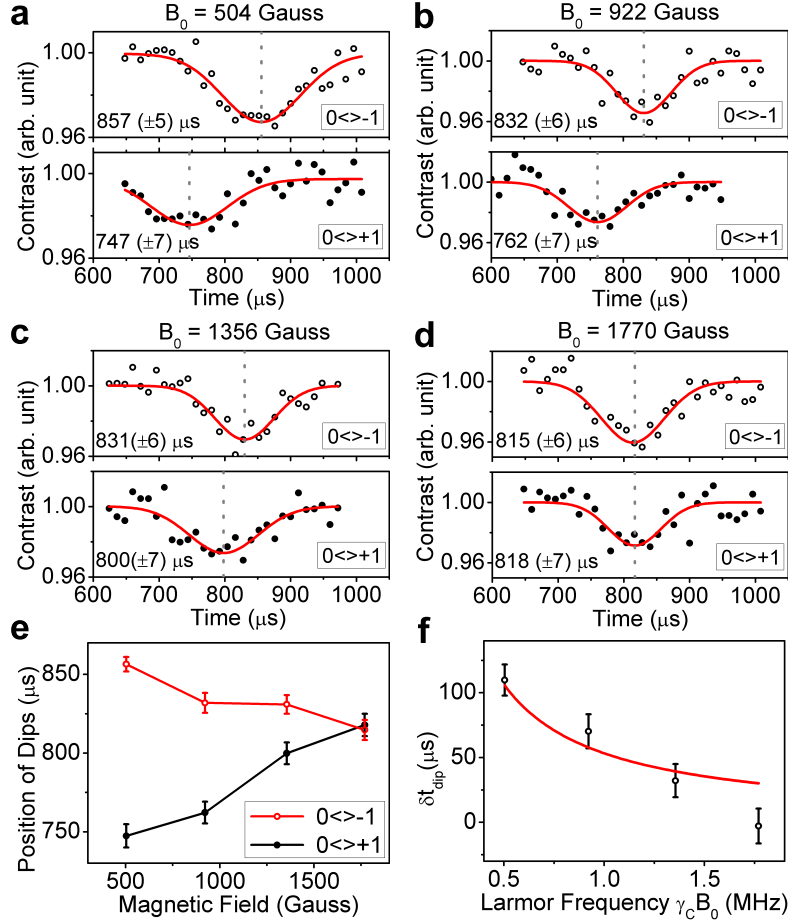 a
B₀ = 504 Gauss
1.00
0.96
857 (±5) μs
0<>-1
1.00
0.96
747 (±7) μs
0<>+1
Contrast (arb. unit)
600 700 800 900 1000
Time (μs)
b
B₀ = 922 Gauss
1.00
0.96
832 (±6) μs
0<>-1
1.00
0.96
762 (±7) μs
0<>+1
Contrast (arb. unit)
600 700 800 900 1000
Time (μs)
c
B₀ = 1356 Gauss
1.00
0.96
831(±6) μs
0<>-1
1.00
0.96
800(±7) μs
0<>+1
Contrast (arb. unit)
600 700 800 900 1000
Time (μs)
d
B₀ = 1770 Gauss
1.00
0.96
815 (±6) μs
0<>-1
1.00
0.96
818 (±7) μs
0<>+1
Contrast (arb. unit)
600 700 800 900 1000
Time (μs)
e
850
800
750
Position of Dips (μs)
0<>-1
0<>+1
500 1000 1500
Magnetic Field (Gauss)
f
100
50
0
δt_dip(μs)
0.5 1.0 1.5
Larmor Frequency γ_CB₀ (MHz)